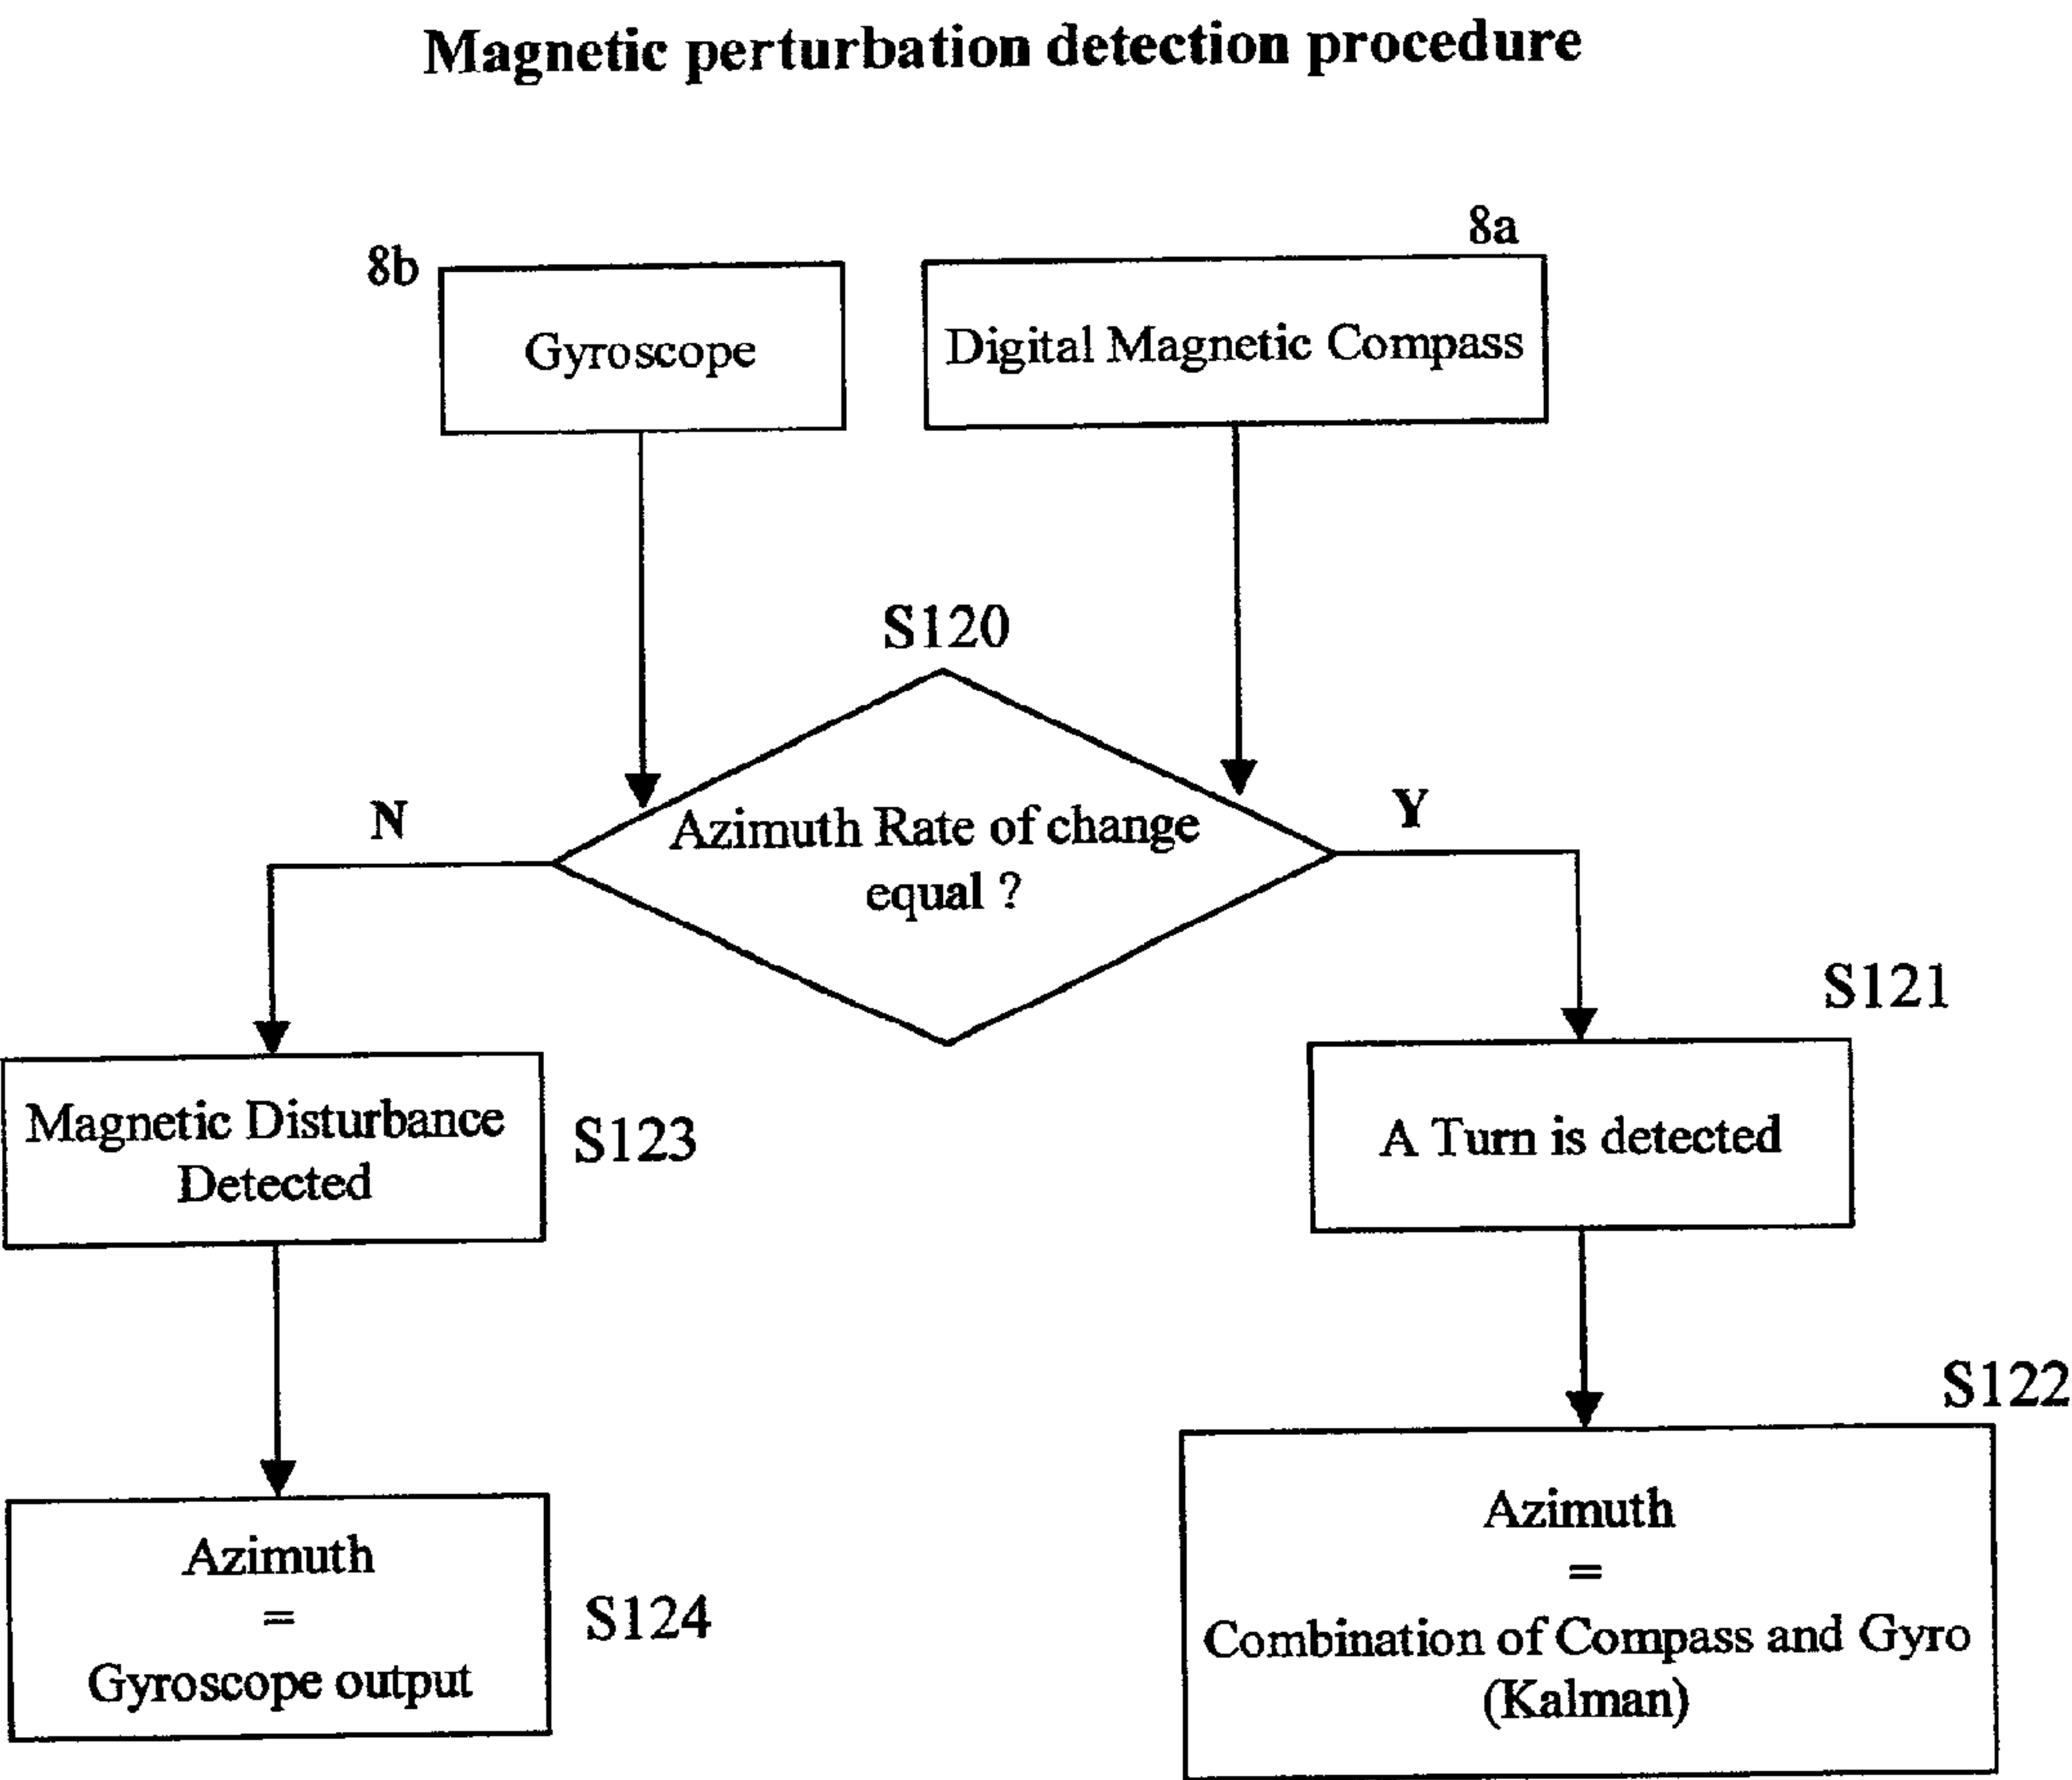 Magnetic perturbation detection procedure
8b
8a
Gyroscope
Digital Magnetic Compass
S120
Azimuth Rate of change
equal ?
N
Y
S121
Magnetic Disturbance
Detected
S123
A Turn is detected
S122
Azimuth
=
Gyroscope output
S124
Azimuth
=
Combination of Compass and Gyro
(Kalman)